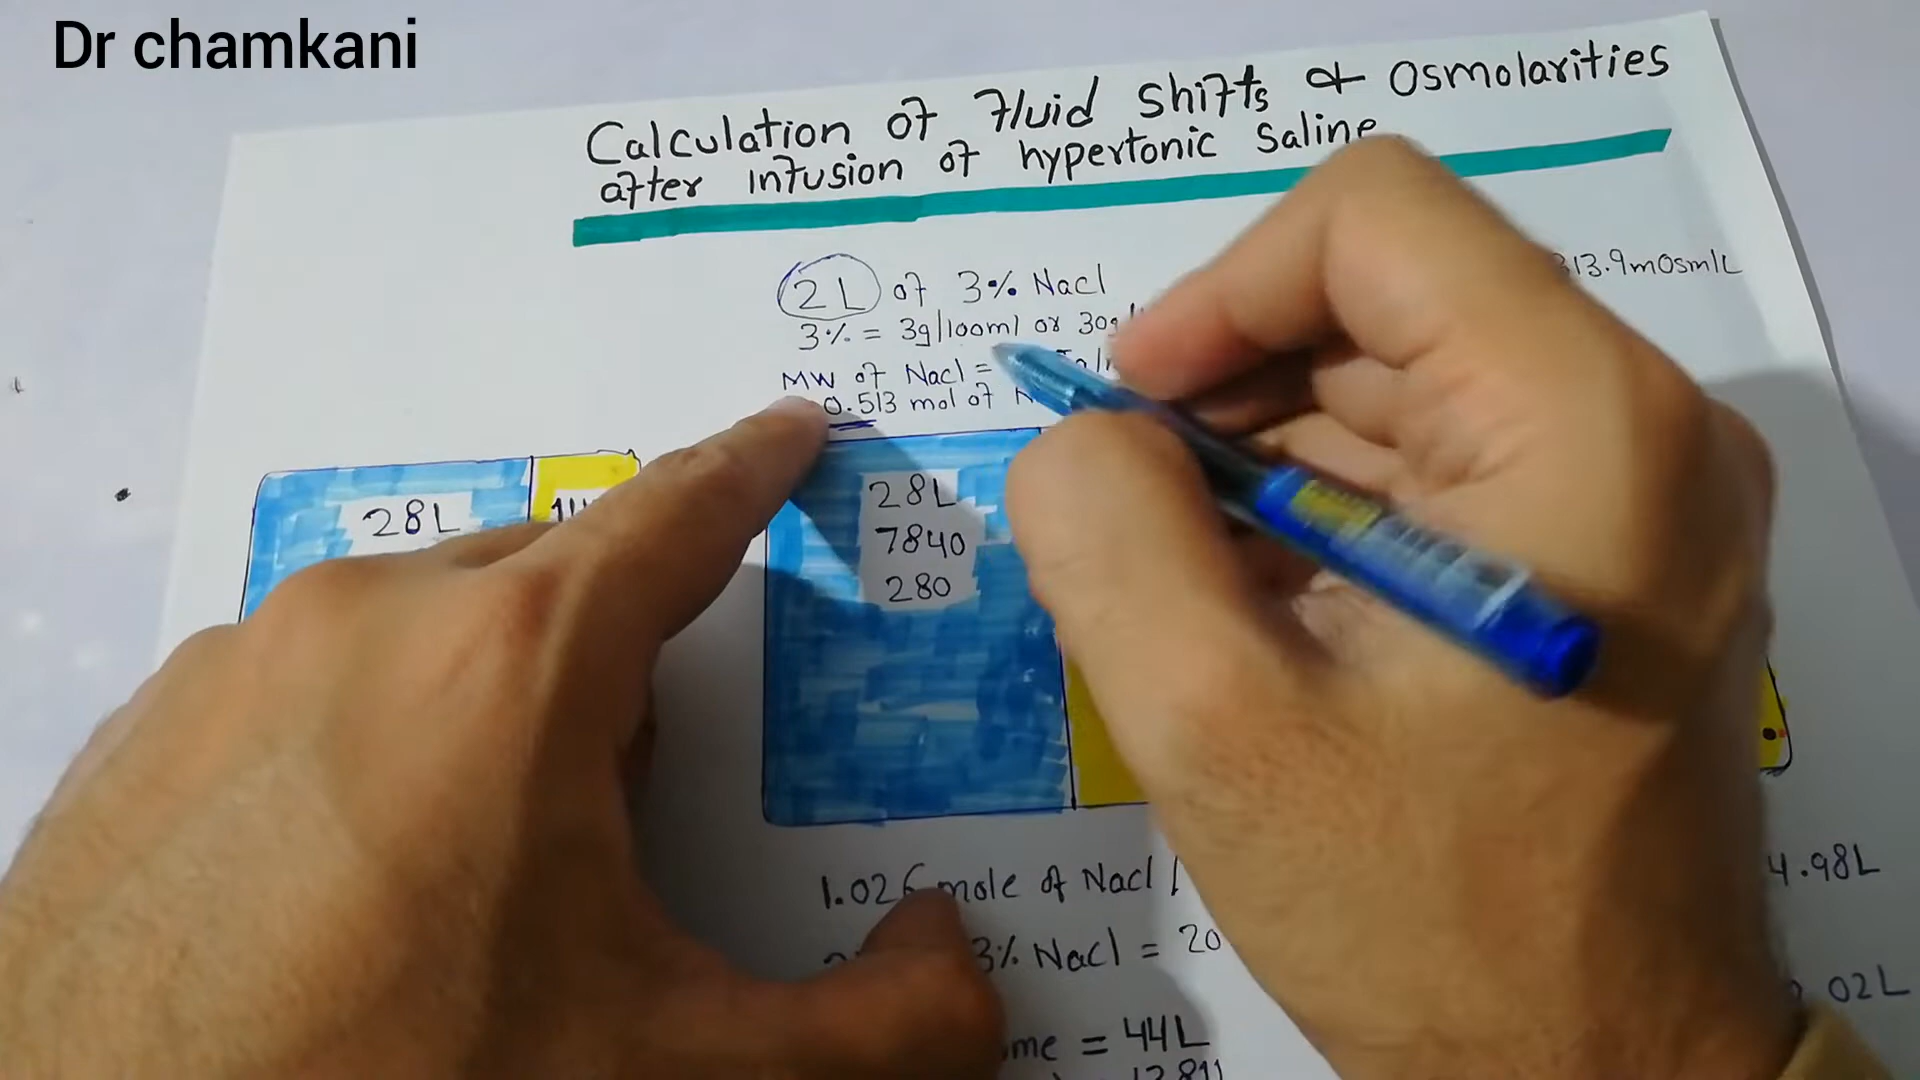 Dr chamkani
Calculation of Fluid Shifts & Osmolarities
after infusion of hypertonic Saline
2L of 3% Nacl
313.9mOsm/L
3% = 3g/100ml or 30g
MW of Nacl =
0.513 mol of
28L
28L
7840
280
1.026 mole of Nacl
4.98L
3% Nacl = 20
02L
= 44L